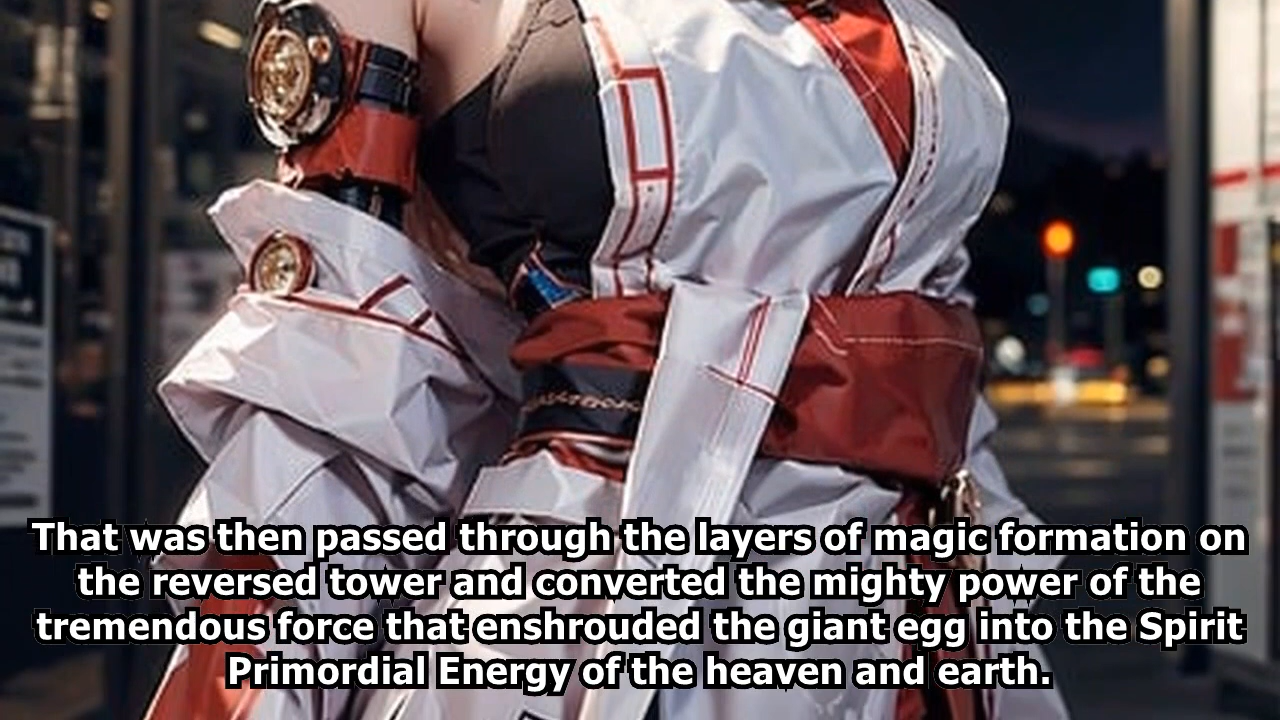 That was then passed through the layers of magic formation on
the reversed tower and converted the mighty power of the
tremendous force that enshrouded the giant egg into the Spirit
Primordial Energy of the heaven and earth.